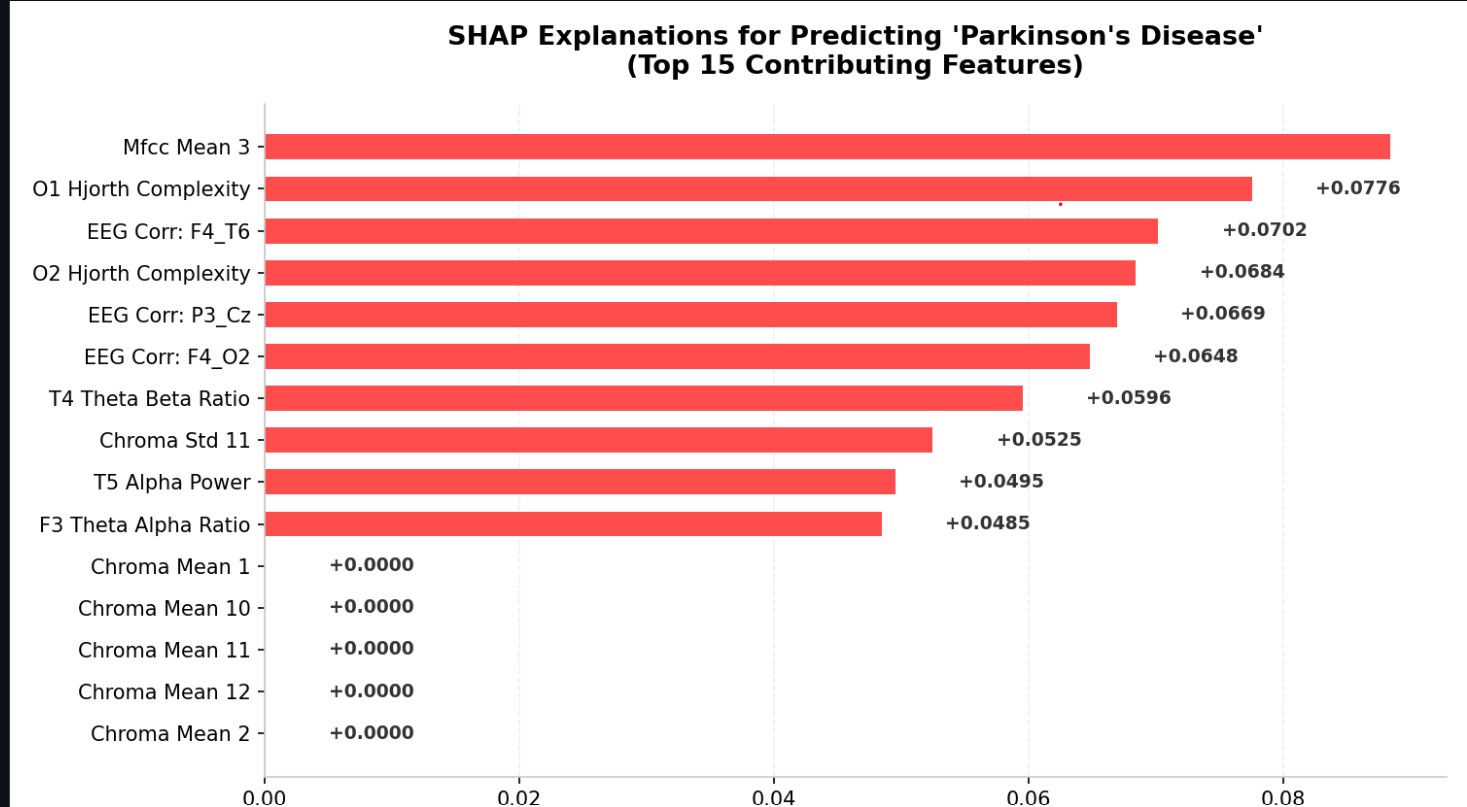 SHAP Explanations for Predicting 'Parkinson's Disease'
(Top 15 Contributing Features)
Mfcc Mean 3
O1 Hjorth Complexity +0.0776
EEG Corr: F4_T6 +0.0702
O2 Hjorth Complexity +0.0684
EEG Corr: P3_Cz +0.0669
EEG Corr: F4_O2 +0.0648
T4 Theta Beta Ratio +0.0596
Chroma Std 11 +0.0525
T5 Alpha Power +0.0495
F3 Theta Alpha Ratio +0.0485
Chroma Mean 1 +0.0000
Chroma Mean 10 +0.0000
Chroma Mean 11 +0.0000
Chroma Mean 12 +0.0000
Chroma Mean 2 +0.0000
0.00 0.02 0.04 0.06 0.08